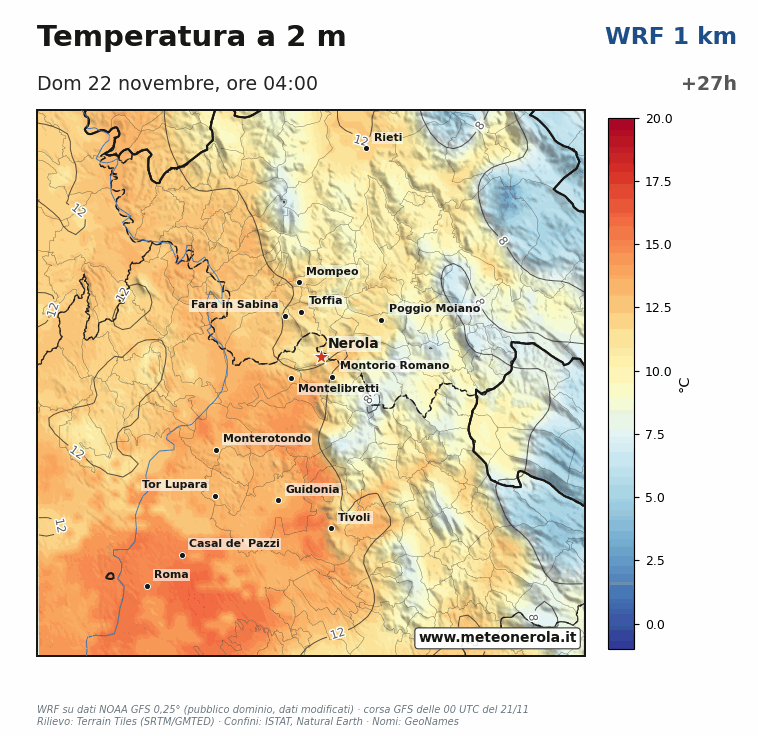 Temperatura a 2 m
WRF 1 km
Dom 22 novembre, ore 04:00
+27h
Rieti
12
8
12
8
Mompeo
12
12
Fara in Sabina
Toffia
Poggio Moiano
8
Nerola
Montorio Romano
Montelibretti
8
Monterotondo
12
Tor Lupara
Guidonia
12
Tivoli
Casal de' Pazzi
Roma
12
8
www.meteonerola.it
20.0
17.5
15.0
12.5
10.0
7.5
5.0
2.5
0.0
°C
WRF su dati NOAA GFS 0,25° (pubblico dominio, dati modificati) · corsa GFS delle 00 UTC del 21/11
Rilievo: Terrain Tiles (SRTM/GMTED) · Confini: ISTAT, Natural Earth · Nomi: GeoNames